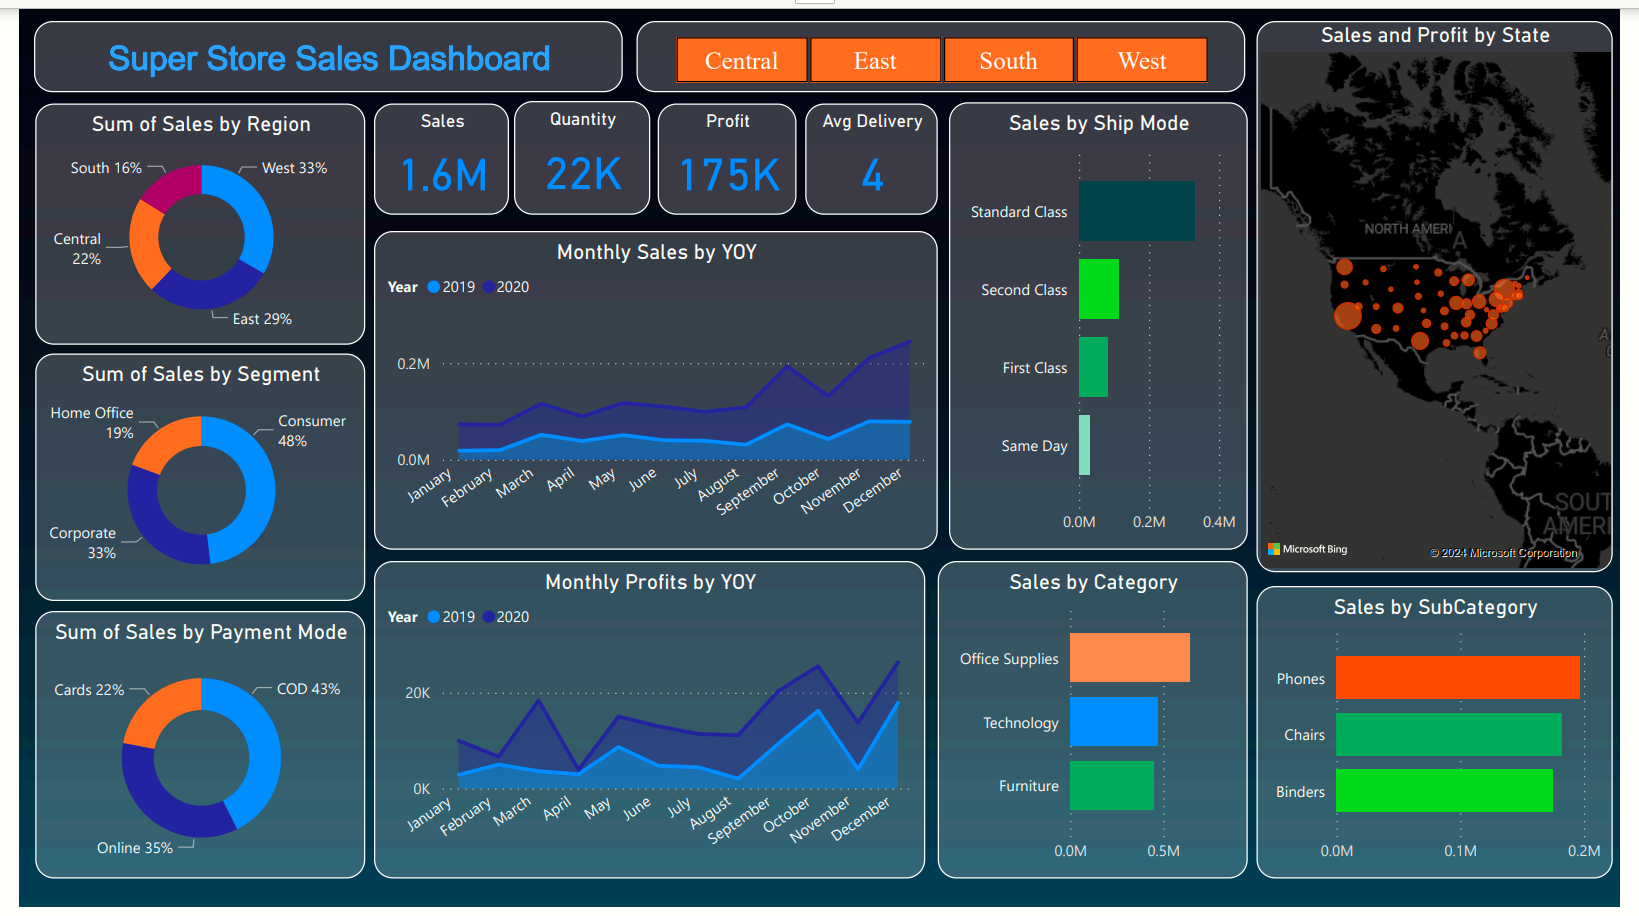 Super Store Sales Dashboard
Central
East
South
West
Sales and Profit by State
NORTH AMERI
A
A
SOUT
AMERI
Microsoft Bing
© 2024 Microsoft Corporation
Sum of Sales by Region
South 16%
West 33%
Central
22%
East 29%
Sales
1.6M
Quantity
22K
Profit
175K
Avg Delivery
4
Sales by Ship Mode
Standard Class
Second Class
First Class
Same Day
0.0M
0.2M
0.4M
Monthly Sales by YOY
Year
2019
2020
0.2M
0.0M
January
February
March
April
May
June
July
August
September
October
November
December
Sum of Sales by Segment
Home Office
19%
Consumer
48%
Corporate
33%
Monthly Profits by YOY
Year
2019
2020
20K
0K
January
February
March
April
May
June
July
August
September
October
November
December
Sales by Category
Office Supplies
Technology
Furniture
0.0M
0.5M
Sales by SubCategory
Phones
Chairs
Binders
0.0M
0.1M
0.2M
Sum of Sales by Payment Mode
Cards 22%
COD 43%
Online 35%